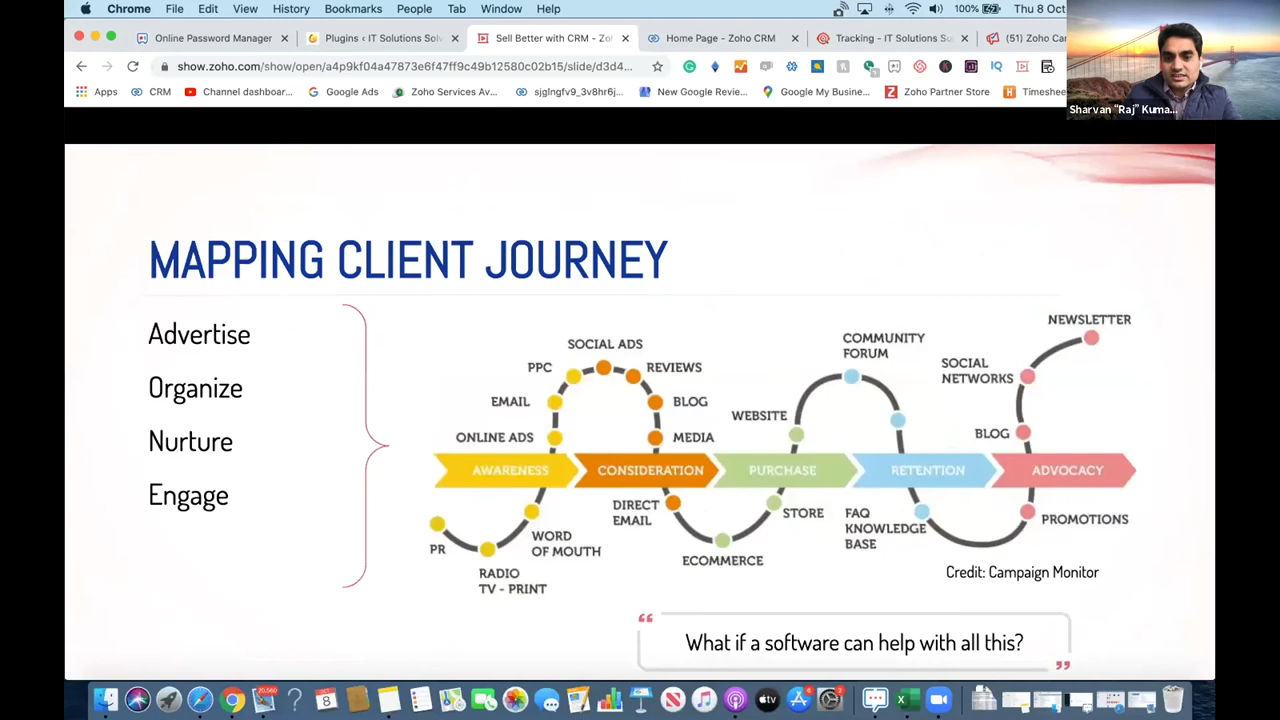 Chrome File Edit View History Bookmarks People Tab Window Help
100% Thu 8 Oct
Online Password Manager
Plugins ‹ IT Solutions Solv
Sell Better with CRM - Zo
Home Page - Zoho CRM
Tracking - IT Solutions S
(51) Zoho Ca
show.zoho.com/show/open/a4p9kf04a47873e6f47ff9c49612580c02b15/slide/d3d4...
Apps
CRM
Channel dashboar...
Google Ads
Zoho Services Av...
sjglngfv9_3v8hr6j...
New Google Revie...
Google My Busine...
Zoho Partner Store
Timeshee
Sharvan "Raj" Kuma...
MAPPING CLIENT JOURNEY
Advertise
Organize
Nurture
Engage
PR
RADIO
TV - PRINT
WORD
OF MOUTH
ONLINE ADS
EMAIL
PPC
SOCIAL ADS
REVIEWS
BLOG
MEDIA
AWARENESS
CONSIDERATION
PURCHASE
RETENTION
ADVOCACY
DIRECT
EMAIL
ECOMMERCE
STORE
WEBSITE
COMMUNITY
FORUM
FAQ
KNOWLEDGE
BASE
PROMOTIONS
BLOG
SOCIAL
NETWORKS
NEWSLETTER
Credit: Campaign Monitor
“ What if a software can help with all this? ”